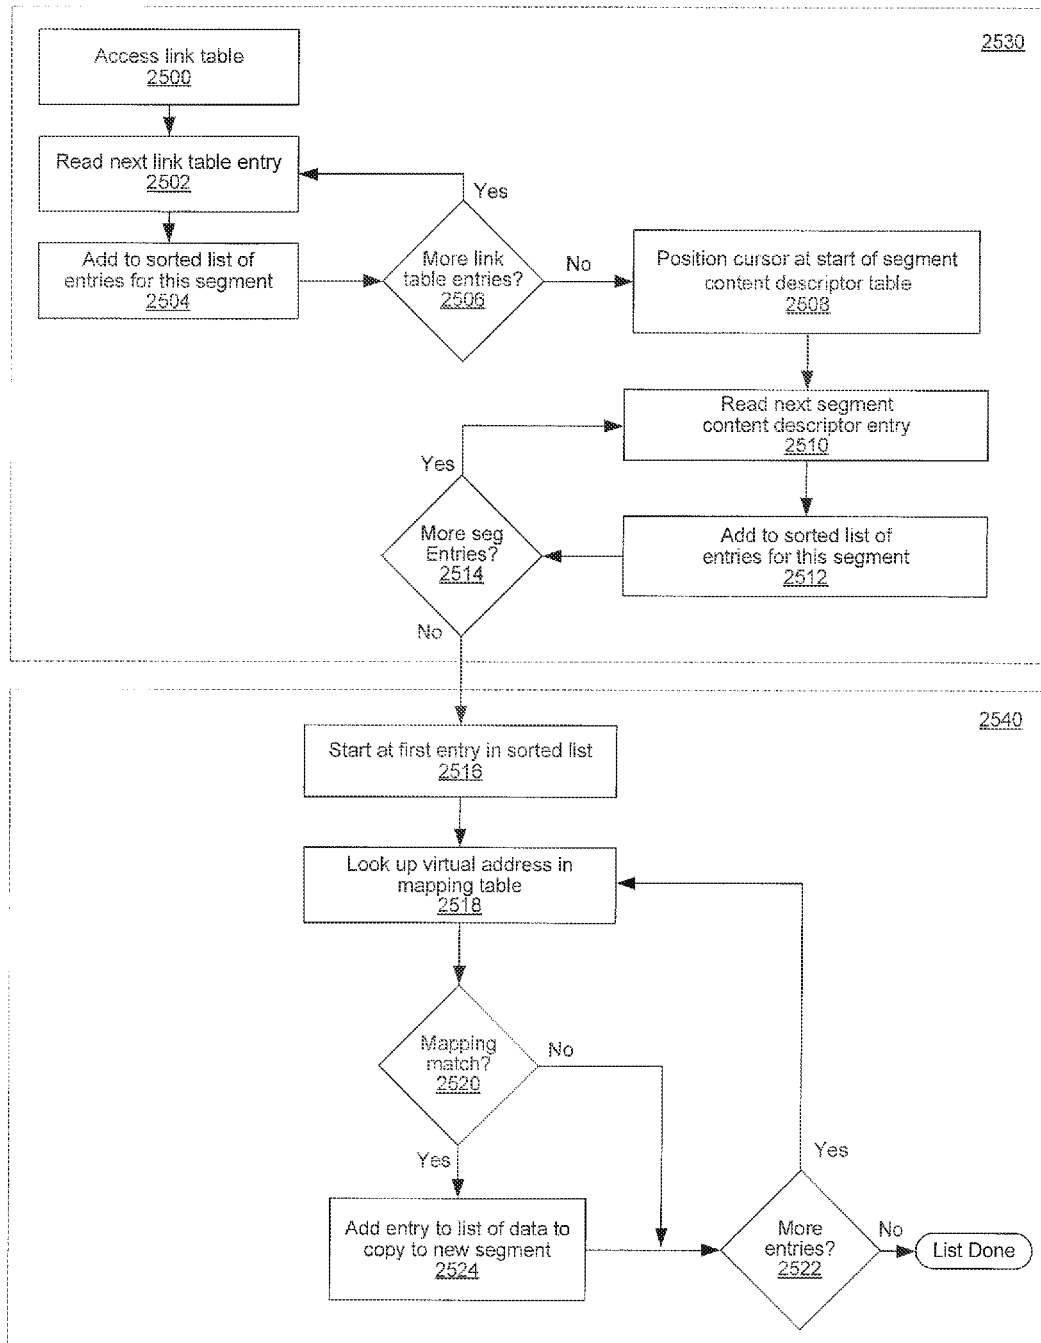 2530
Access link table
2500
Read next link table entry
2502
Yes
Add to sorted list of
entries for this segment
2504
More link
table entries?
2506
No
Position cursor at start of segment
content descriptor table
2508
Read next segment
content descriptor entry
2510
Yes
More seg
Entries?
2514
Add to sorted list of
entries for this segment
2512
No
2540
Start at first entry in sorted list
2516
Look up virtual address in
mapping table
2518
Mapping
match?
2520
No
Yes
Yes
Add entry to list of data to
copy to new segment
2524
More
entries?
2522
No
List Done